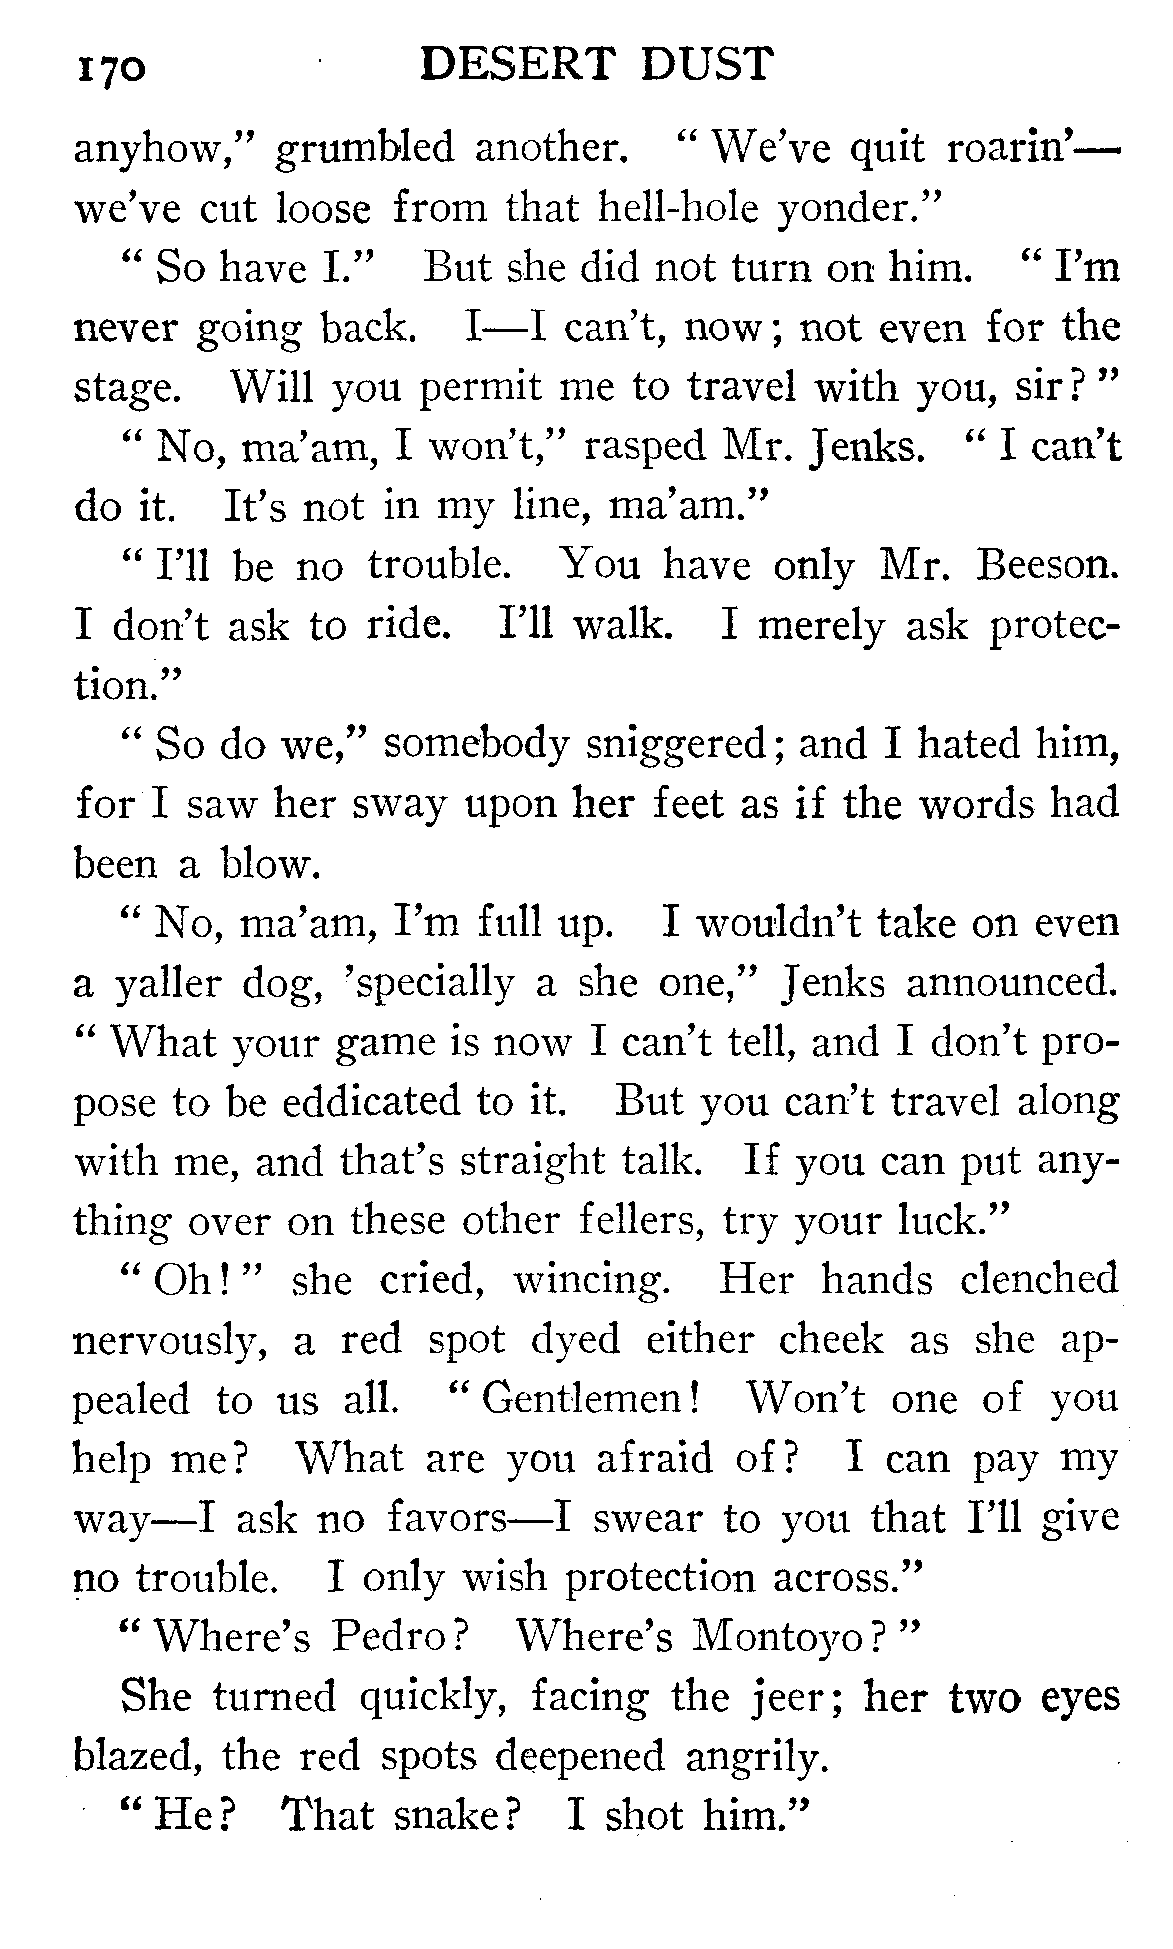 170 DESERT DUST
anyhow,” grumbled another. “ We’ve quit roarin’—
we’ve cut loose from that hell-hole yonder.”
“ So have I.” But she did not turn on him. “ I’m
never going back. I—I can’t, now ; not even for the
stage. Will you permit me to travel with you, sir? ”
“ No, ma’am, I won’t,” rasped Mr. Jenks. “ I can’t
do it. It’s not in my line, ma’am.”
“ I’ll be no trouble. You have only Mr. Beeson.
I don’t ask to ride. I’ll walk. I merely ask protec-
tion.”
“ So do we,” somebody sniggered ; and I hated him,
for I saw her sway upon her feet as if the words had
been a blow.
“ No, ma’am, I’m full up. I wouldn’t take on even
a yaller dog, ’specially a she one,” Jenks announced.
“ What your game is now I can’t tell, and I don’t pro-
pose to be eddicated to it. But you can’t travel along
with me, and that’s straight talk. If you can put any-
thing over on these other fellers, try your luck.”
“ Oh! ” she cried, wincing. Her hands clenched
nervously, a red spot dyed either cheek as she ap-
pealed to us all. “ Gentlemen! Won’t one of you
help me? What are you afraid of? I can pay my
way—I ask no favors—I swear to you that I’ll give
no trouble. I only wish protection across.”
“ Where’s Pedro? Where’s Montoyo? ”
She turned quickly, facing the jeer ; her two eyes
blazed, the red spots deepened angrily.
“ He? That snake? I shot him.”